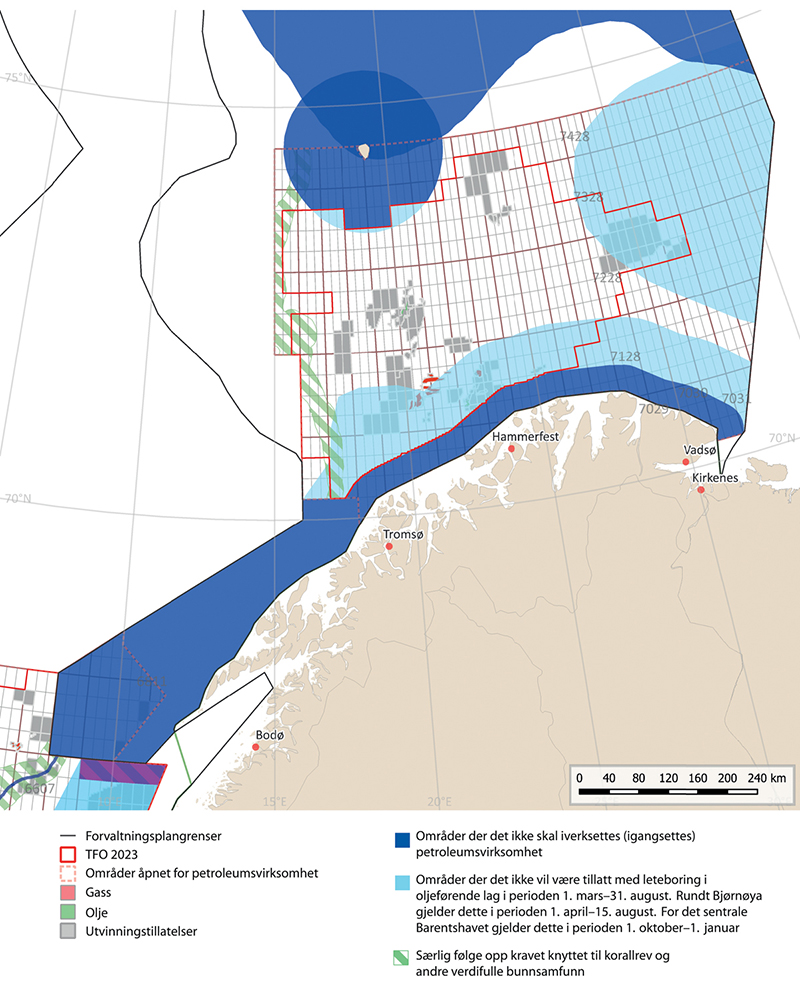 75°N
7428
7328
7228
7128
7031
7029
70°N
Hammerfest
Vadsø
Kirkenes
70°N
Tromsø
Bodø
6607
15°E
20°E
0 40 80 120 160 200 240 km
Forvaltningsplangrenser
TFO 2023
Områder åpnet for petroleumsvirksomhet
Gass
Olje
Utvinningstillatelser
Områder der det ikke skal iverksettes (igangsettes)
petroleumsvirksomhet
Områder der det ikke vil være tillatt med leteboring i
oljeførende lag i perioden 1. mars–31. august. Rundt Bjørnøya
gjelder dette i perioden 1. april–15. august. For det sentrale
Barentshavet gjelder dette i perioden 1. oktober–1. januar
Særlig følge opp kravet knyttet til korallrev og
andre verdifulle bunnsamfunn